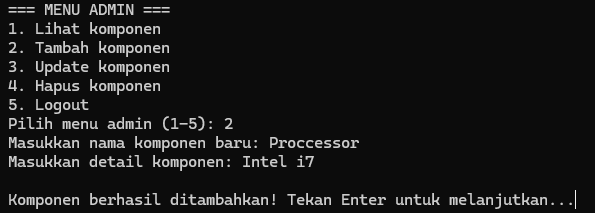 === MENU ADMIN ===
1. Lihat komponen
2. Tambah komponen
3. Update komponen
4. Hapus komponen
5. Logout
Pilih menu admin (1-5): 2
Masukkan nama komponen baru: Proccessor
Masukkan detail komponen: Intel i7
Komponen berhasil ditambahkan! Tekan Enter untuk melanjutkan...